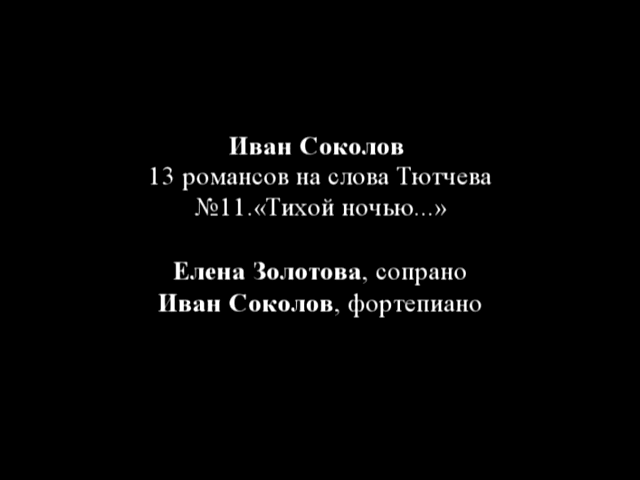 Иван Соколов
13 романсов на слова Тютчева
№11.«Тихой ночью...»
Елена Золотова, сопрано
Иван Соколов, фортепиано